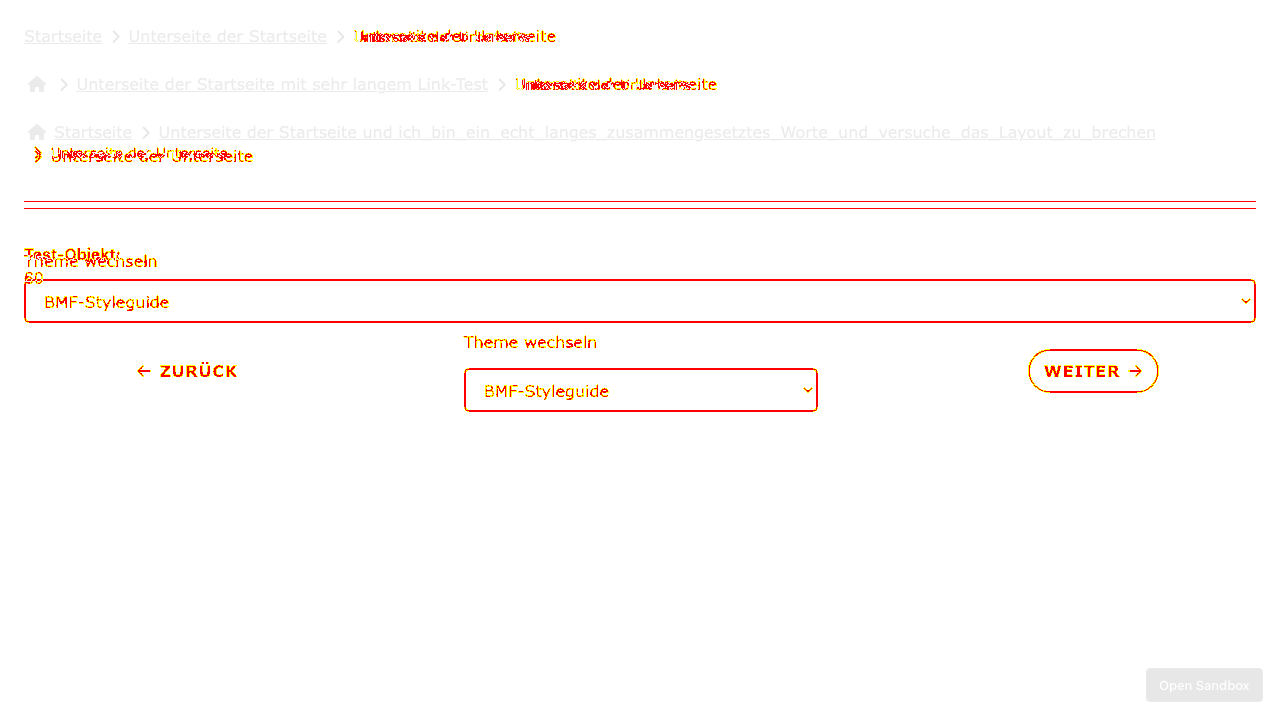 Startseite > Unterseite der Startseite > Unterseite der Unterseite
> Unterseite der Startseite mit sehr langem Link-Test > Unterseite der Unterseite
Startseite > Unterseite der Startseite und ich_bin_ein_echt_langes_zusammengesetztes_Worte_und_versuche_das_Layout_zu_brechen
> Unterseite der Unterseite
Test-Objekt:
Theme wechseln
60
BMF-Styleguide
Theme wechseln
← ZURÜCK
BMF-Styleguide
WEITER →
Open Sandbox